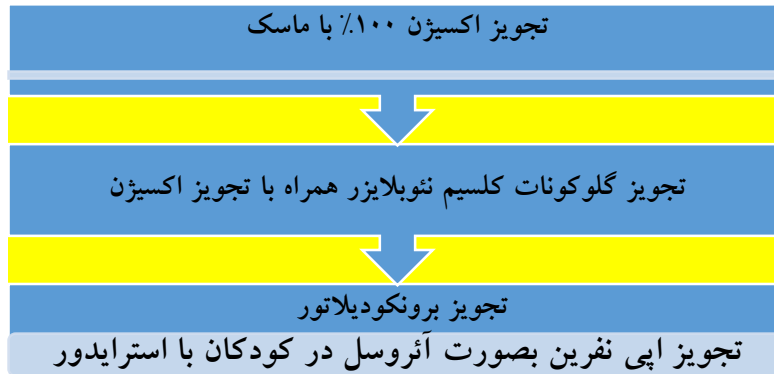 تجویز اکسیژن ۱۰۰٪ با ماسک
تجویز گلوکونات کلسیم نئوبلایزر همراه با تجویز اکسیژن
تجویز برونکودیلاتور
تجویز اپی نفرین بصورت آئروسل در کودکان با استرایدور